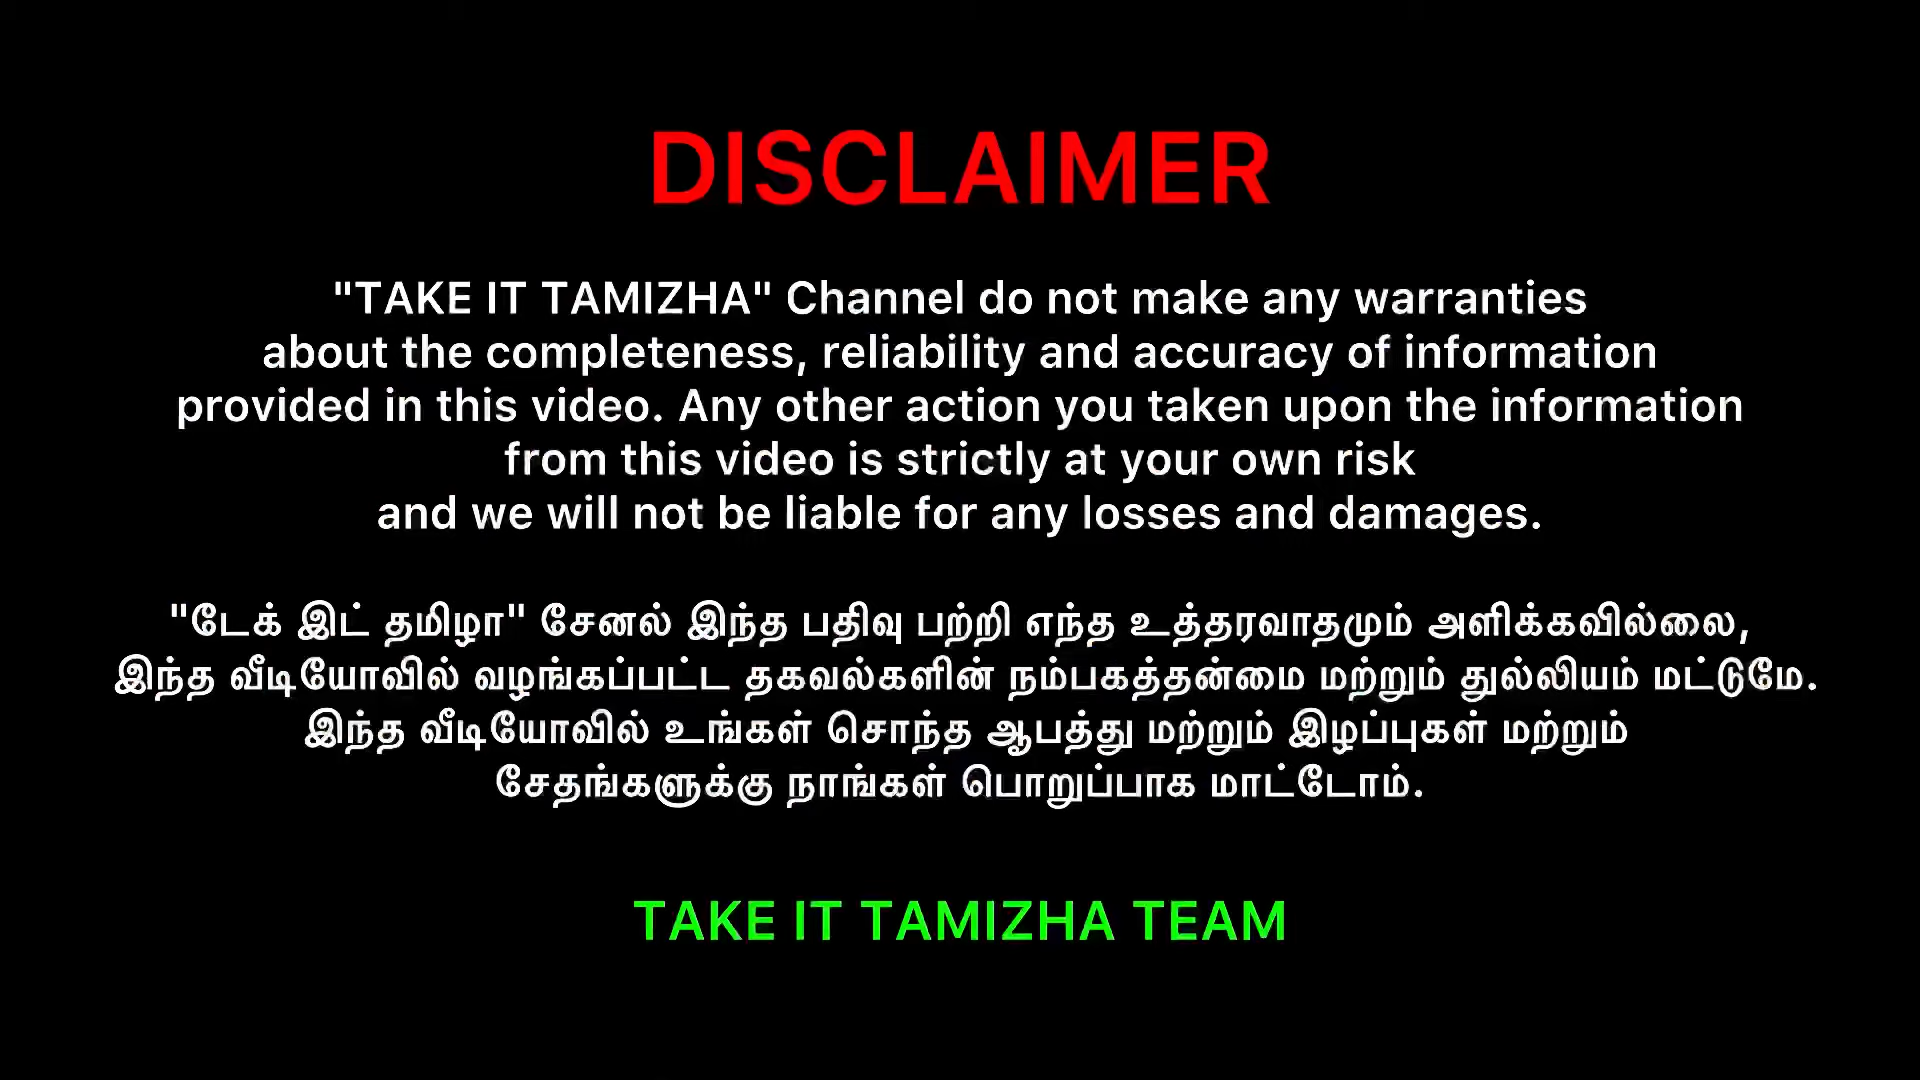 DISCLAIMER
"TAKE IT TAMIZHA" Channel do not make any warranties
about the completeness, reliability and accuracy of information
provided in this video. Any other action you taken upon the information
from this video is strictly at your own risk
and we will not be liable for any losses and damages.
"டேக் இட் தமிழா" சேனல் இந்த பதிவு பற்றி எந்த உத்தரவாதமும் அளிக்கவில்லை,
இந்த வீடியோவில் வழங்கப்பட்ட தகவல்களின் நம்பகத்தன்மை மற்றும் துல்லியம் மட்டுமே.
இந்த வீடியோவில் உங்கள் சொந்த ஆபத்து மற்றும் இழப்புகள் மற்றும்
சேதங்களுக்கு நாங்கள் பொறுப்பாக மாட்டோம்.
TAKE IT TAMIZHA TEAM